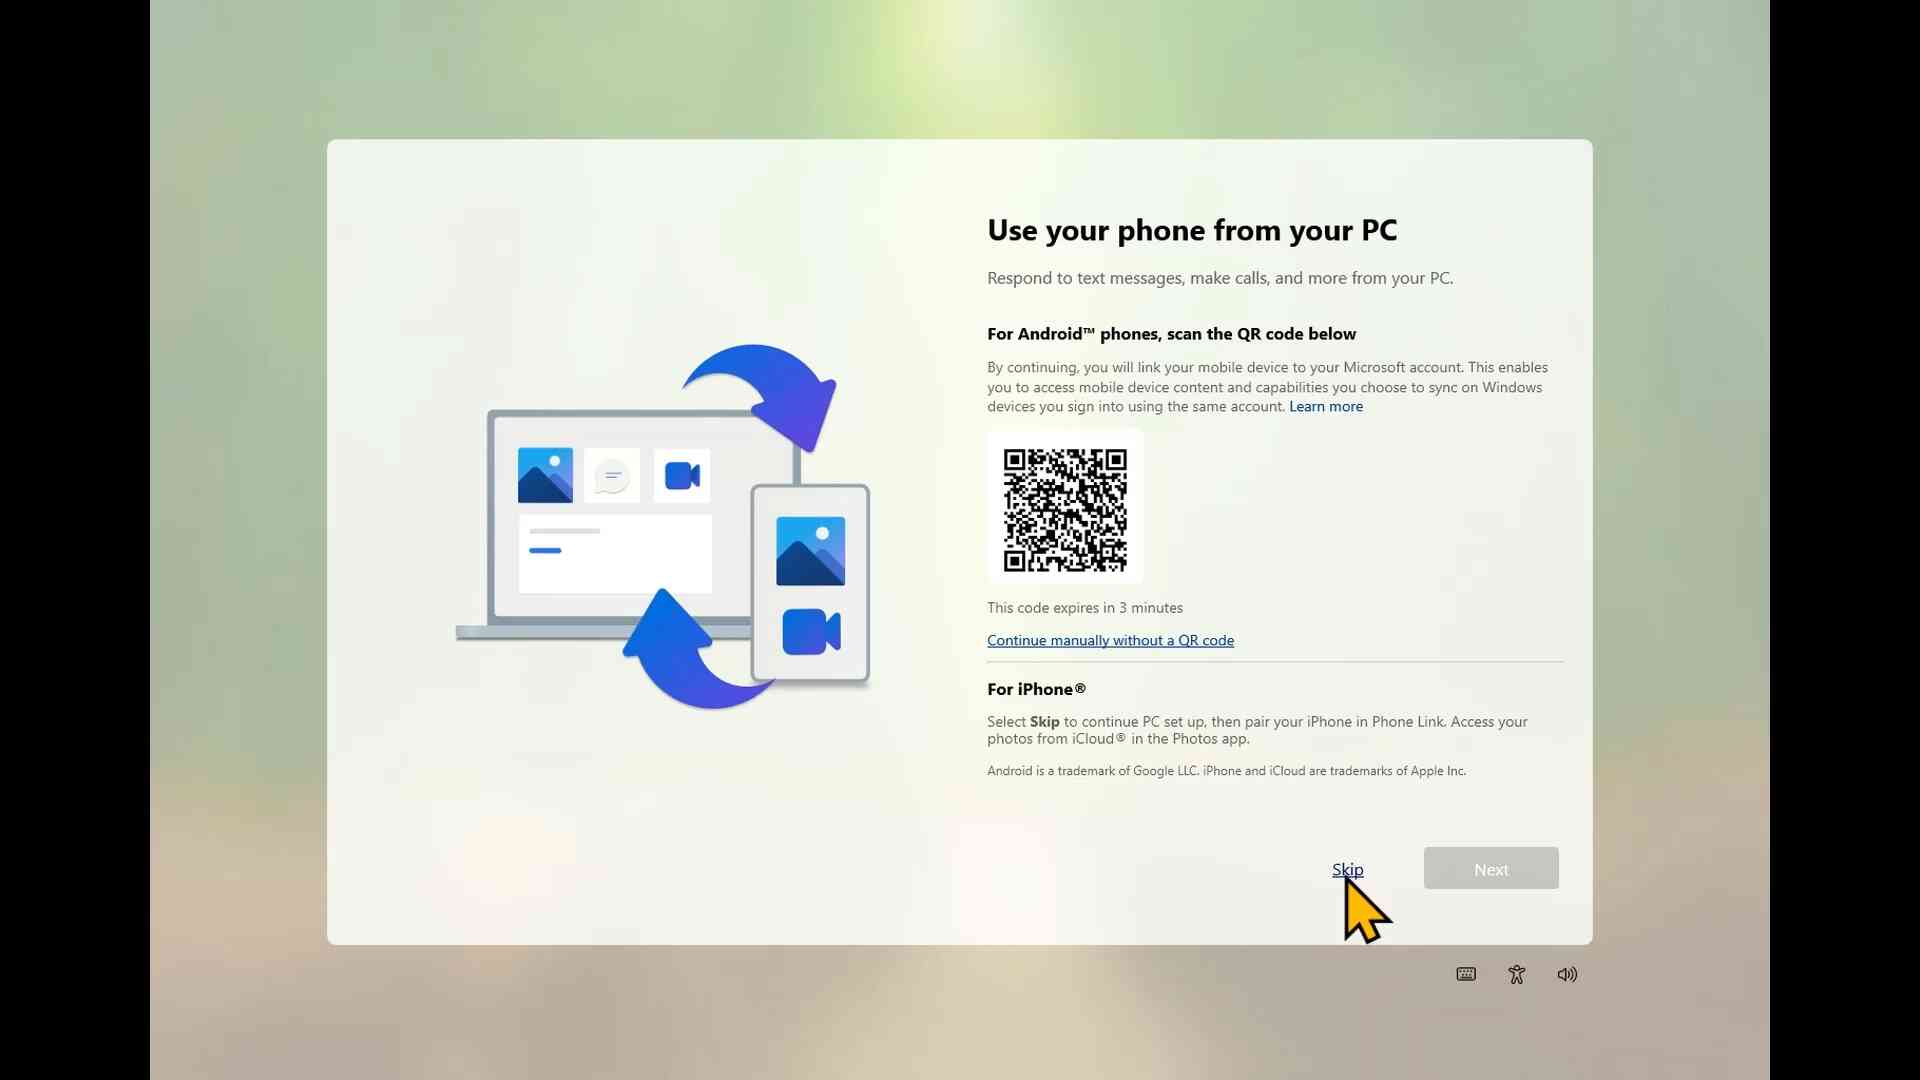 Use your phone from your PC
Respond to text messages, make calls, and more from your PC.
For Android™ phones, scan the QR code below
By continuing, you will link your mobile device to your Microsoft account. This enables
you to access mobile device content and capabilities you choose to sync on Windows
devices you sign into using the same account. Learn more
This code expires in 3 minutes
Continue manually without a QR code
For iPhone®
Select Skip to continue PC set up, then pair your iPhone in Phone Link. Access your
photos from iCloud® in the Photos app.
Android is a trademark of Google LLC. iPhone and iCloud are trademarks of Apple Inc.
Skip
Next